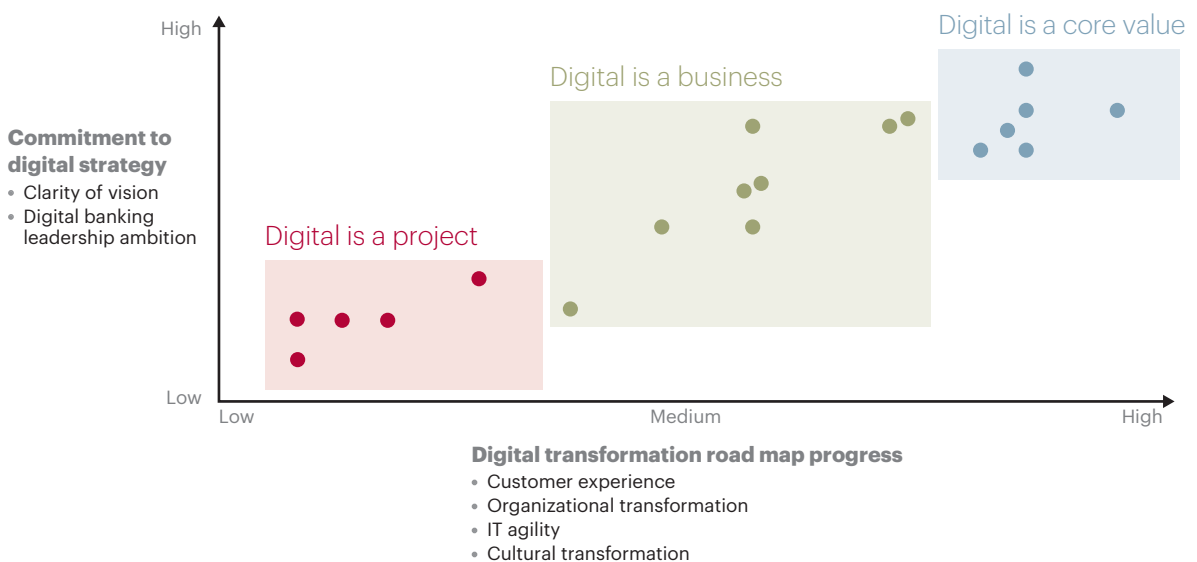 High
Digital is a core value
Digital is a business
Commitment to
digital strategy
• Clarity of vision
• Digital banking
leadership ambition
Digital is a project
Low
Low
Medium
High
Digital transformation road map progress
• Customer experience
• Organizational transformation
• IT agility
• Cultural transformation